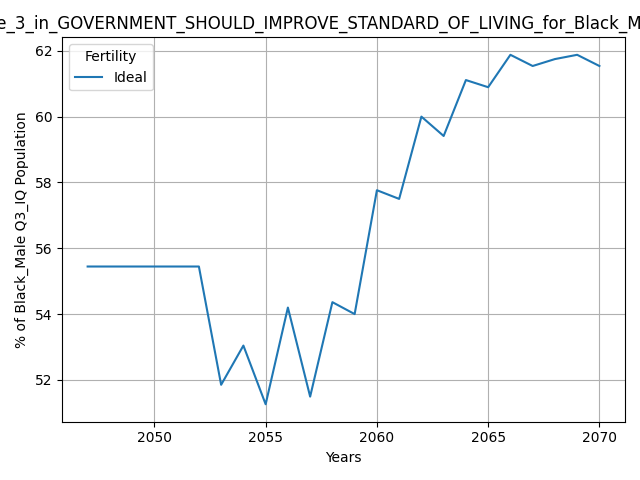 e_3_in_GOVERNMENT_SHOULD_IMPROVE_STANDARD_OF_LIVING_for_Black_M
Fertility
Ideal
% of Black_Male Q3_IQ Population
62
60
58
56
54
52
2050
2055
2060
2065
2070
Years